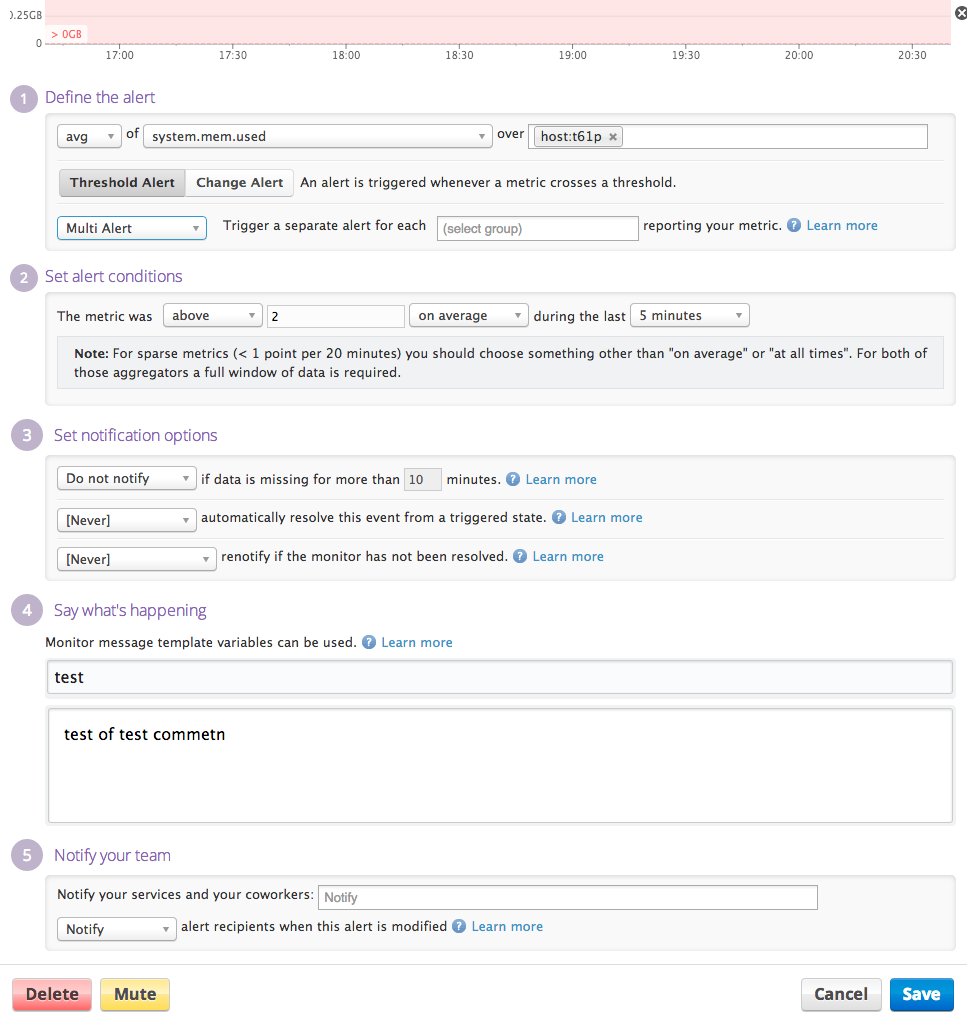 0.25GB
> 0GB
0
17:00 17:30 18:00 18:30 19:00 19:30 20:00 20:30
1 Define the alert
avg of system.mem.used over host:t61p ×
Threshold Alert Change Alert An alert is triggered whenever a metric crosses a threshold.
Multi Alert Trigger a separate alert for each (select group) reporting your metric. ? Learn more
2 Set alert conditions
The metric was above 2 on average during the last 5 minutes
Note: For sparse metrics (< 1 point per 20 minutes) you should choose something other than "on average" or "at all times". For both of
those aggregators a full window of data is required.
3 Set notification options
Do not notify if data is missing for more than 10 minutes. ? Learn more
[Never] automatically resolve this event from a triggered state. ? Learn more
[Never] renotify if the monitor has not been resolved. ? Learn more
4 Say what's happening
Monitor message template variables can be used. ? Learn more
test
test of test commetn
5 Notify your team
Notify your services and your coworkers: Notify
Notify alert recipients when this alert is modified ? Learn more
Delete Mute Cancel Save